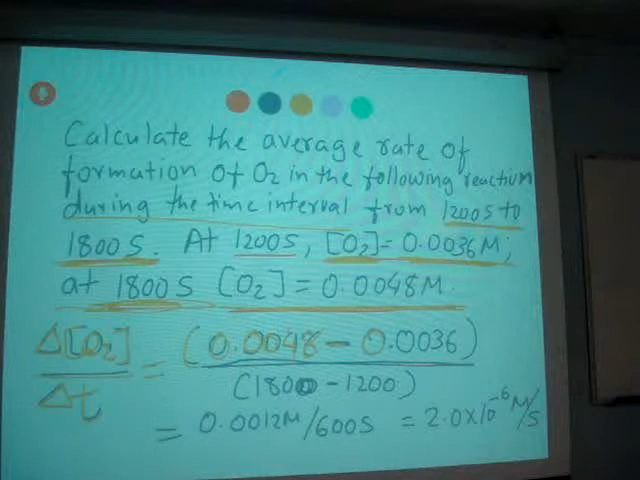 Calculate the average rate of
formation of O₂ in the following reaction
during the time interval from 1200s to
1800s. At 1200s, [O₂]= 0.0036M;
at 1800s [O₂] = 0.0048M.
Δ[O₂]/Δt = (0.0048 - 0.0036)/(1800 - 1200)
= 0.0012M/600s = 2.0x10⁻⁶M/s